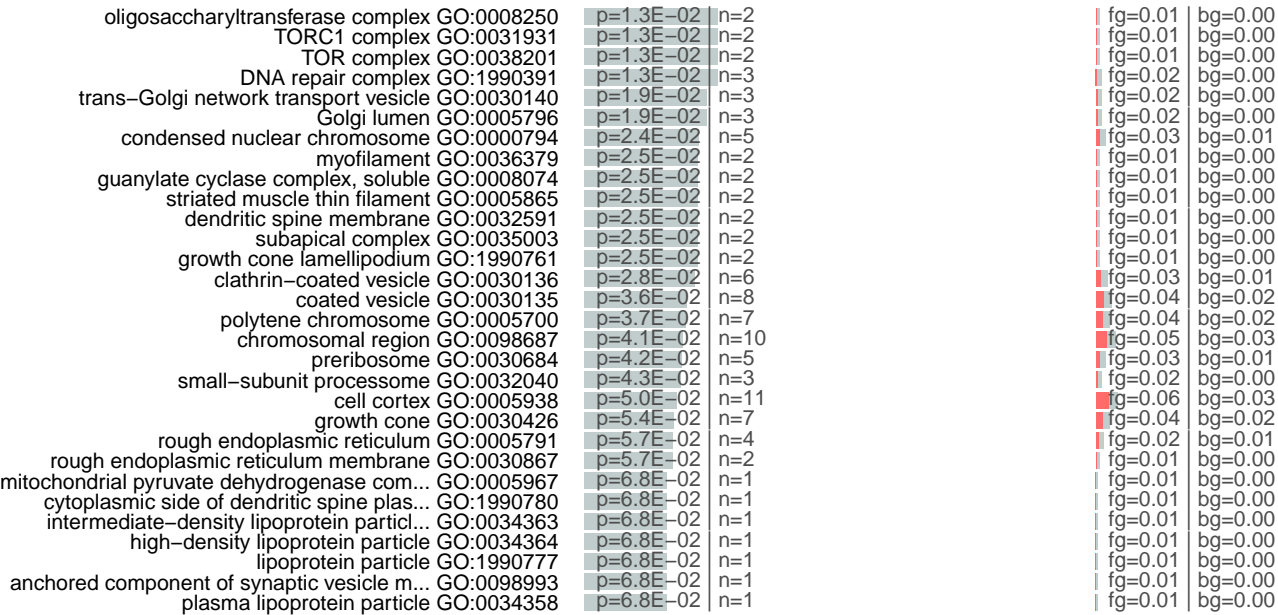 oligosaccharyltransferase complex GO:0008250 p=1.3E−02 n=2 fg=0.01 bg=0.00
TORC1 complex GO:0031931 p=1.3E−02 n=2 fg=0.01 bg=0.00
TOR complex GO:0038201 p=1.3E−02 n=2 fg=0.01 bg=0.00
DNA repair complex GO:1990391 p=1.3E−02 n=3 fg=0.02 bg=0.00
trans−Golgi network transport vesicle GO:0030140 p=1.9E−02 n=3 fg=0.02 bg=0.00
Golgi lumen GO:0005796 p=1.9E−02 n=3 fg=0.02 bg=0.00
condensed nuclear chromosome GO:0000794 p=2.4E−02 n=5 fg=0.03 bg=0.01
myofilament GO:0036379 p=2.5E−02 n=2 fg=0.01 bg=0.00
guanylate cyclase complex, soluble GO:0008074 p=2.5E−02 n=2 fg=0.01 bg=0.00
striated muscle thin filament GO:0005865 p=2.5E−02 n=2 fg=0.01 bg=0.00
dendritic spine membrane GO:0032591 p=2.5E−02 n=2 fg=0.01 bg=0.00
subapical complex GO:0035003 p=2.5E−02 n=2 fg=0.01 bg=0.00
growth cone lamellipodium GO:1990761 p=2.5E−02 n=2 fg=0.01 bg=0.00
clathrin−coated vesicle GO:0030136 p=2.8E−02 n=6 fg=0.03 bg=0.01
coated vesicle GO:0030135 p=3.6E−02 n=8 fg=0.04 bg=0.02
polytene chromosome GO:0005700 p=3.7E−02 n=7 fg=0.04 bg=0.02
chromosomal region GO:0098687 p=4.1E−02 n=10 fg=0.05 bg=0.03
preribosome GO:0030684 p=4.2E−02 n=5 fg=0.03 bg=0.01
small−subunit processome GO:0032040 p=4.3E−02 n=3 fg=0.02 bg=0.00
cell cortex GO:0005938 p=5.0E−02 n=11 fg=0.06 bg=0.03
growth cone GO:0030426 p=5.4E−02 n=7 fg=0.04 bg=0.02
rough endoplasmic reticulum GO:0005791 p=5.7E−02 n=4 fg=0.02 bg=0.01
rough endoplasmic reticulum membrane GO:0030867 p=5.7E−02 n=2 fg=0.01 bg=0.00
mitochondrial pyruvate dehydrogenase com... GO:0005967 p=6.8E−02 n=1 fg=0.01 bg=0.00
cytoplasmic side of dendritic spine plas... GO:1990780 p=6.8E−02 n=1 fg=0.01 bg=0.00
intermediate−density lipoprotein particl... GO:0034363 p=6.8E−02 n=1 fg=0.01 bg=0.00
high−density lipoprotein particle GO:0034364 p=6.8E−02 n=1 fg=0.01 bg=0.00
lipoprotein particle GO:1990777 p=6.8E−02 n=1 fg=0.01 bg=0.00
anchored component of synaptic vesicle m... GO:0098993 p=6.8E−02 n=1 fg=0.01 bg=0.00
plasma lipoprotein particle GO:0034358 p=6.8E−02 n=1 fg=0.01 bg=0.00